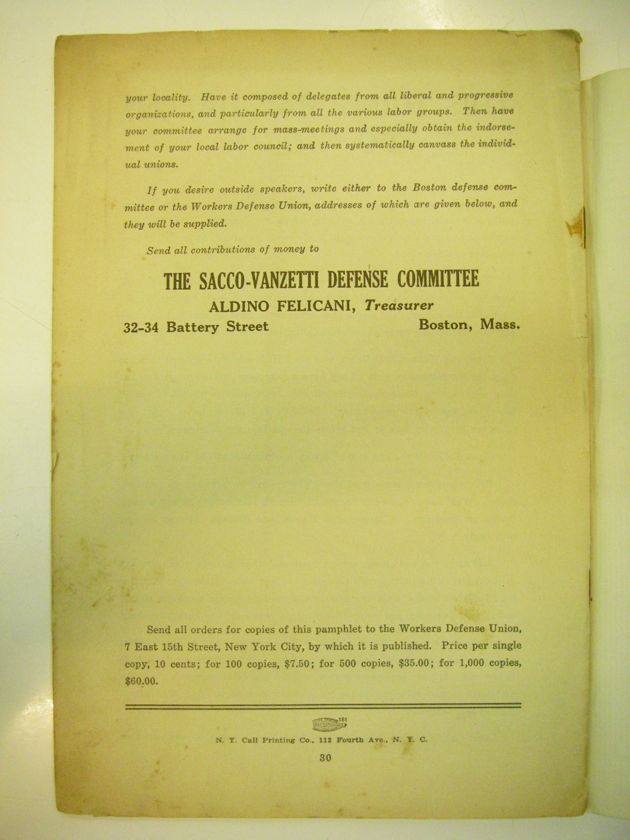 your locality. Have it composed of delegates from all liberal and progressive
organizations, and particularly from all the various labor groups. Then have
your committee arrange for mass-meetings and especially obtain the indorse-
ment of your local labor council; and then systematically canvass the individ-
ual unions.
If you desire outside speakers, write either to the Boston defense com-
mittee or the Workers Defense Union, addresses of which are given below, and
they will be supplied.
Send all contributions of money to
THE SACCO-VANZETTI DEFENSE COMMITTEE
ALDINO FELICANI, Treasurer
32-34 Battery Street Boston, Mass.
Send all orders for copies of this pamphlet to the Workers Defense Union,
7 East 15th Street, New York City, by which it is published. Price per single
copy, 10 cents; for 100 copies, $7.50; for 500 copies, $35.00; for 1,000 copies,
$60.00.
N. Y. Call Printing Co., 112 Fourth Ave., N. Y. C.
30